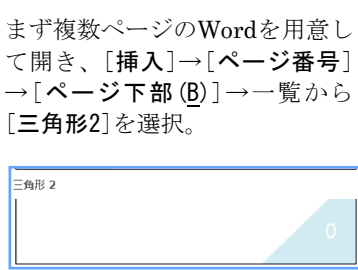 まず複数ページのWordを用意し
て開き、[挿入]→[ページ番号]
→[ページ下部(B)]→一覧から
[三角形2]を選択。
三角形 2
0